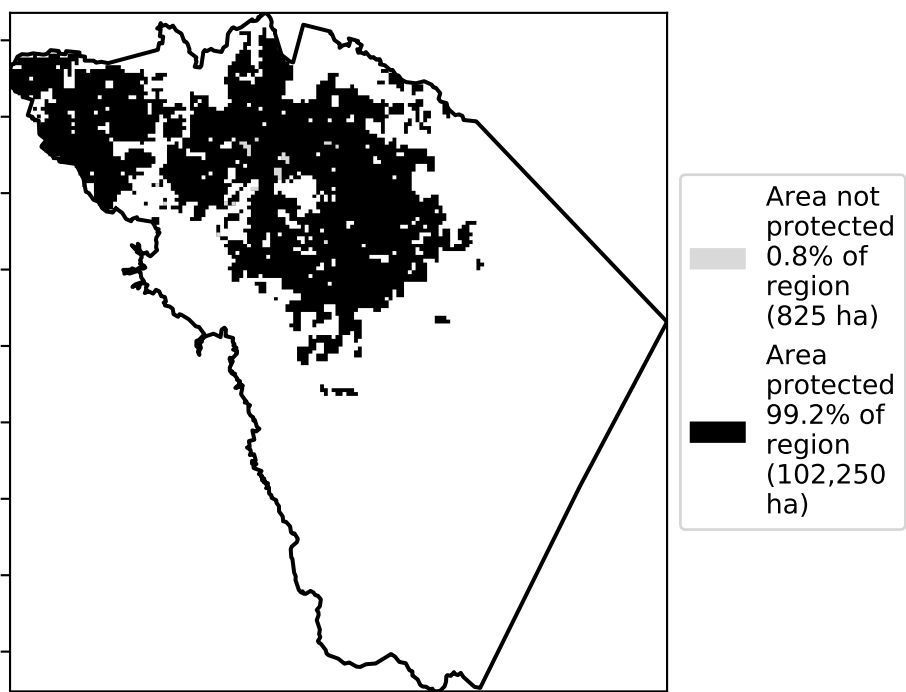 Area not
protected
0.8% of
region
(825 ha)
Area
protected
99.2% of
region
(102,250
ha)